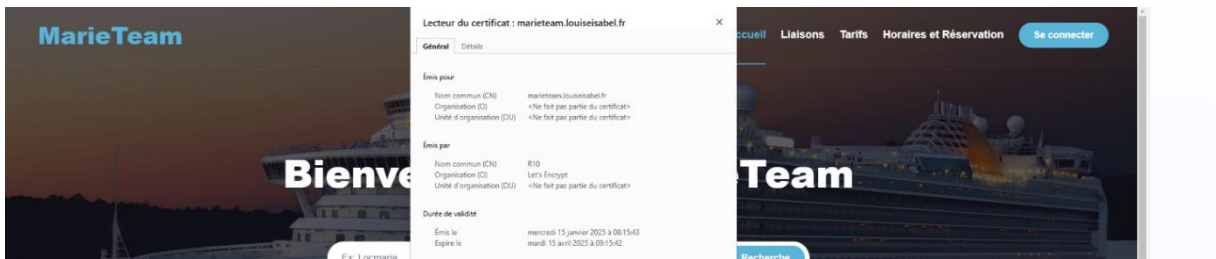 MarieTeam
ccueil Liaisons Tarifs Horaires et Réservation Se connecter
Lecteur du certificat : marieteam.louiseisabel.fr
Général Détails
Émis pour
Nom commun (CN) marieteam.louiseisabel.fr
Organisation (O) <Ne fait pas partie du certificat>
Unité d'organisation (OU) <Ne fait pas partie du certificat>
Émis par
Nom commun (CN) R10
Organisation (O) Let's Encrypt
Unité d'organisation (OU) <Ne fait pas partie du certificat>
Durée de validité
Émis le mercredi 15 janvier 2025 à 08:15:43
Expire le mardi 15 avril 2025 à 09:15:42
Bienve eTeam
Ex: Locmaria Recherche